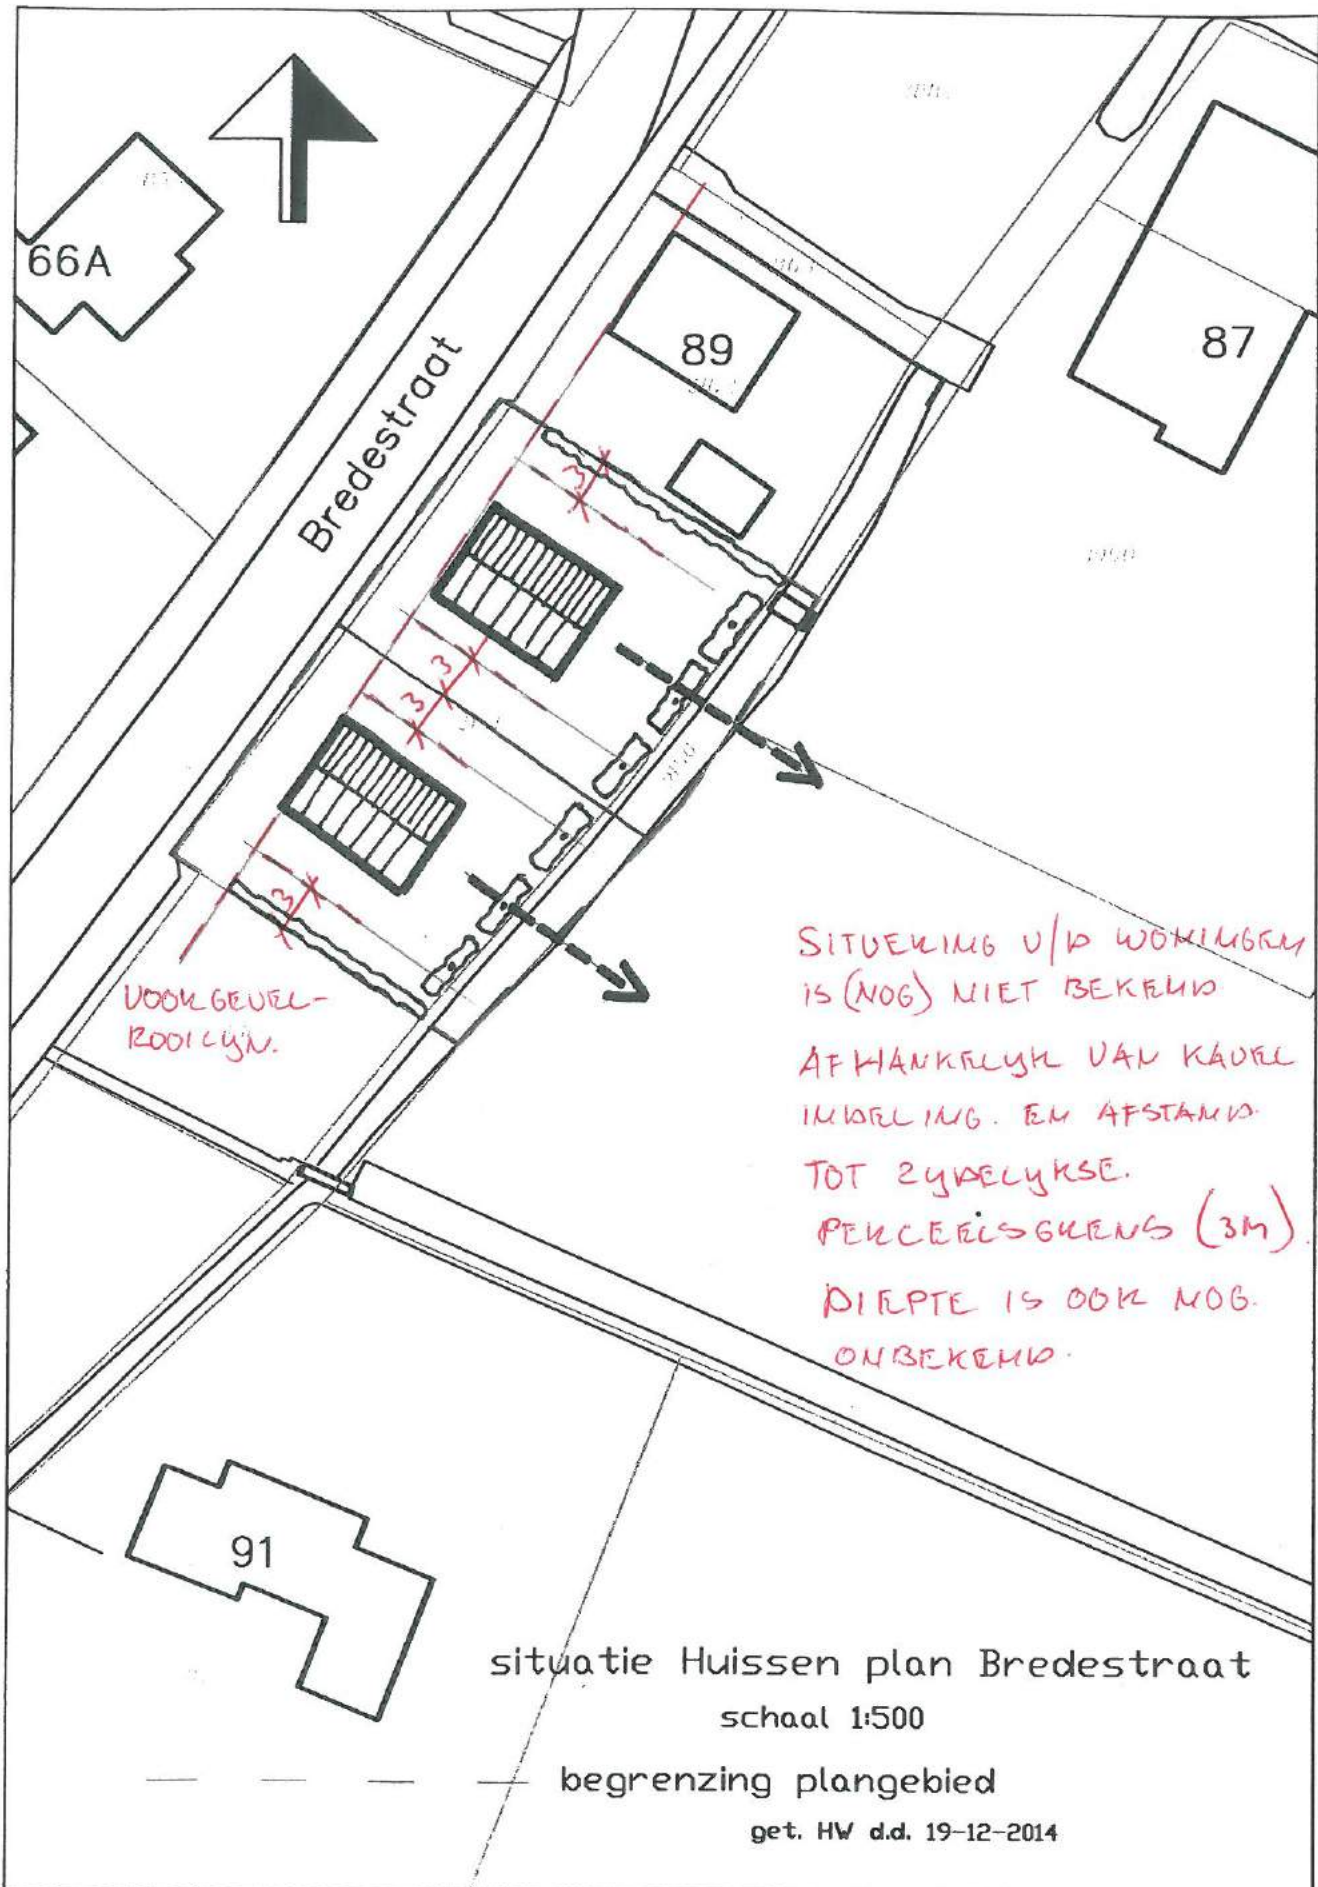 66A
89
87
Bredestraat
3
3
3
3
VOORGEVEL-
ROOILYN.
SITUERING V/D WONINGEN
IS (NOG) NIET BEKEND
AFHANKELYK VAN KAVEL
INDELING. EN AFSTAND
TOT ZYDELYKSE.
PERCEELSGRENS (3M).
DIEPTE IS OOK NOG.
ONBEKEND.
91
situatie Huissen plan Bredestraat
schaal 1:500
begrenzing plangebied
get. HW d.d. 19-12-2014